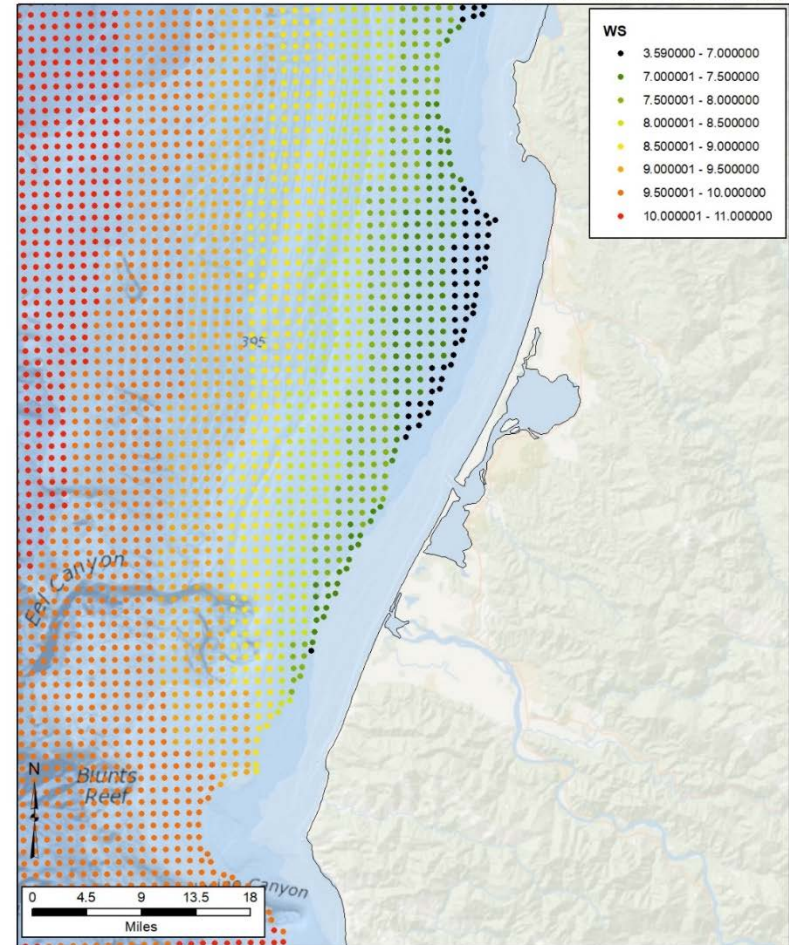 WS
3.590000 - 7.000000
7.000001 - 7.500000
7.500001 - 8.000000
8.000001 - 8.500000
8.500001 - 9.000000
9.000001 - 9.500000
9.500001 - 10.000000
10.000001 - 11.000000
395
Eel Canyon
N
Blunts
Reef
Canyon
0 4.5 9 13.5 18
Miles